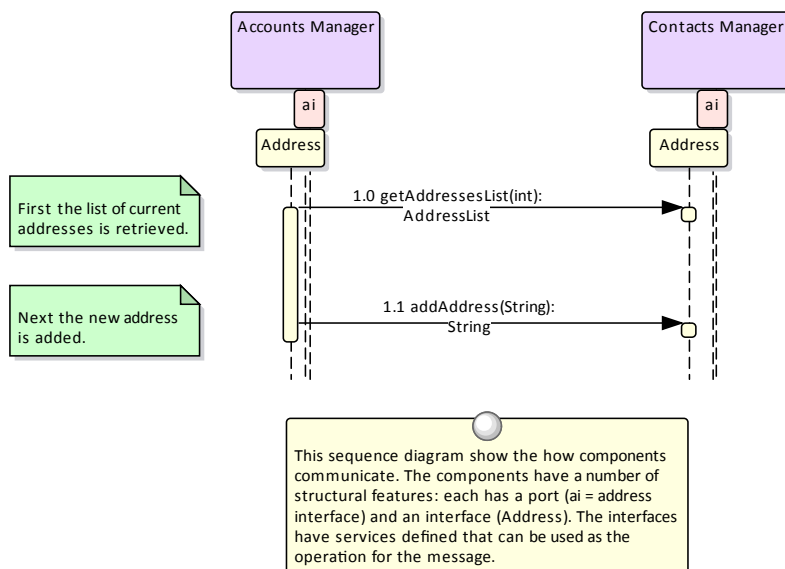 Accounts Manager
Contacts Manager
ai
ai
Address
Address
First the list of current
addresses is retrieved.
1.0 getAddressesList(int):
AddressList
Next the new address
is added.
1.1 addAddress(String):
String
This sequence diagram show the how components
communicate. The components have a number of
structural features: each has a port (ai = address
interface) and an interface (Address). The interfaces
have services defined that can be used as the
operation for the message.